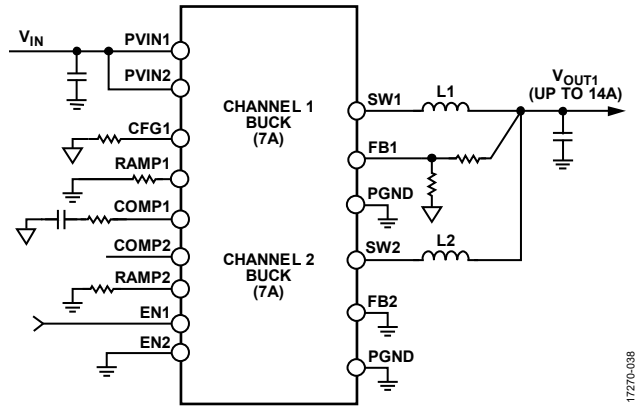 VIN
PVIN1
PVIN2
CFG1
RAMP1
COMP1
COMP2
RAMP2
EN1
EN2
CHANNEL 1
BUCK
(7A)
CHANNEL 2
BUCK
(7A)
SW1
FB1
PGND
SW2
FB2
PGND
L1
L2
VOUT1
(UP TO 14A)
17270-038